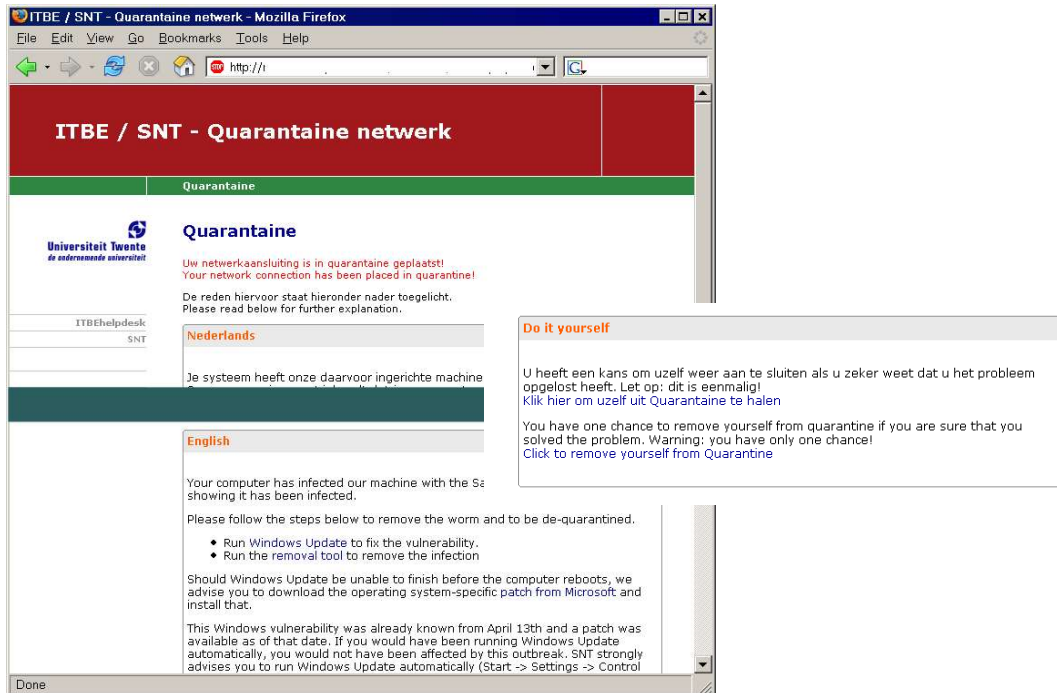 ITBE / SNT - Quarantaine netwerk - Mozilla Firefox
File Edit View Go Bookmarks Tools Help
http://
ITBE / SNT - Quarantaine netwerk
Quarantaine
Universiteit Twente
de ondernemende universiteit
ITBEhelpdesk
SNT
Quarantaine
Uw netwerkaansluiting is in quarantaine geplaatst!
Your network connection has been placed in quarantine!
De reden hiervoor staat hieronder nader toegelicht.
Please read below for further explanation.
Nederlands
Je systeem heeft onze daarvoor ingerichte machine
English
Your computer has infected our machine with the Sa
showing it has been infected.
Please follow the steps below to remove the worm and to be de-quarantined.
• Run Windows Update to fix the vulnerability.
• Run the removal tool to remove the infection
Should Windows Update be unable to finish before the computer reboots, we
advise you to download the operating system-specific patch from Microsoft and
install that.
This Windows vulnerability was already known from April 13th and a patch was
available as of that date. If you would have been running Windows Update
automatically, you would not have been affected by this outbreak. SNT strongly
advises you to run Windows Update automatically (Start -> Settings -> Control
Done
Do it yourself
U heeft een kans om uzelf weer aan te sluiten als u zeker weet dat u het probleem
opgelost heeft. Let op: dit is eenmalig!
Klik hier om uzelf uit Quarantaine te halen
You have one chance to remove yourself from quarantine if you are sure that you
solved the problem. Warning: you have only one chance!
Click to remove yourself from Quarantine